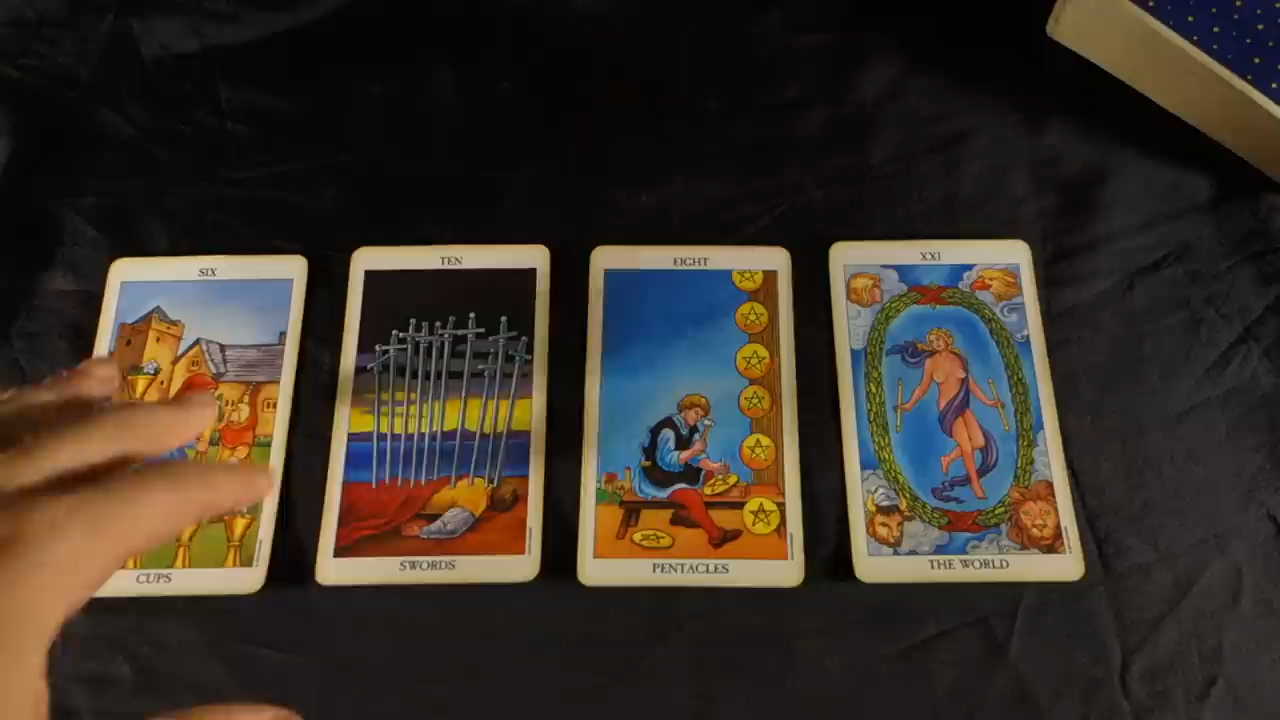 SIX
CUPS
TEN
SWORDS
EIGHT
PENTACLES
XXI
THE WORLD